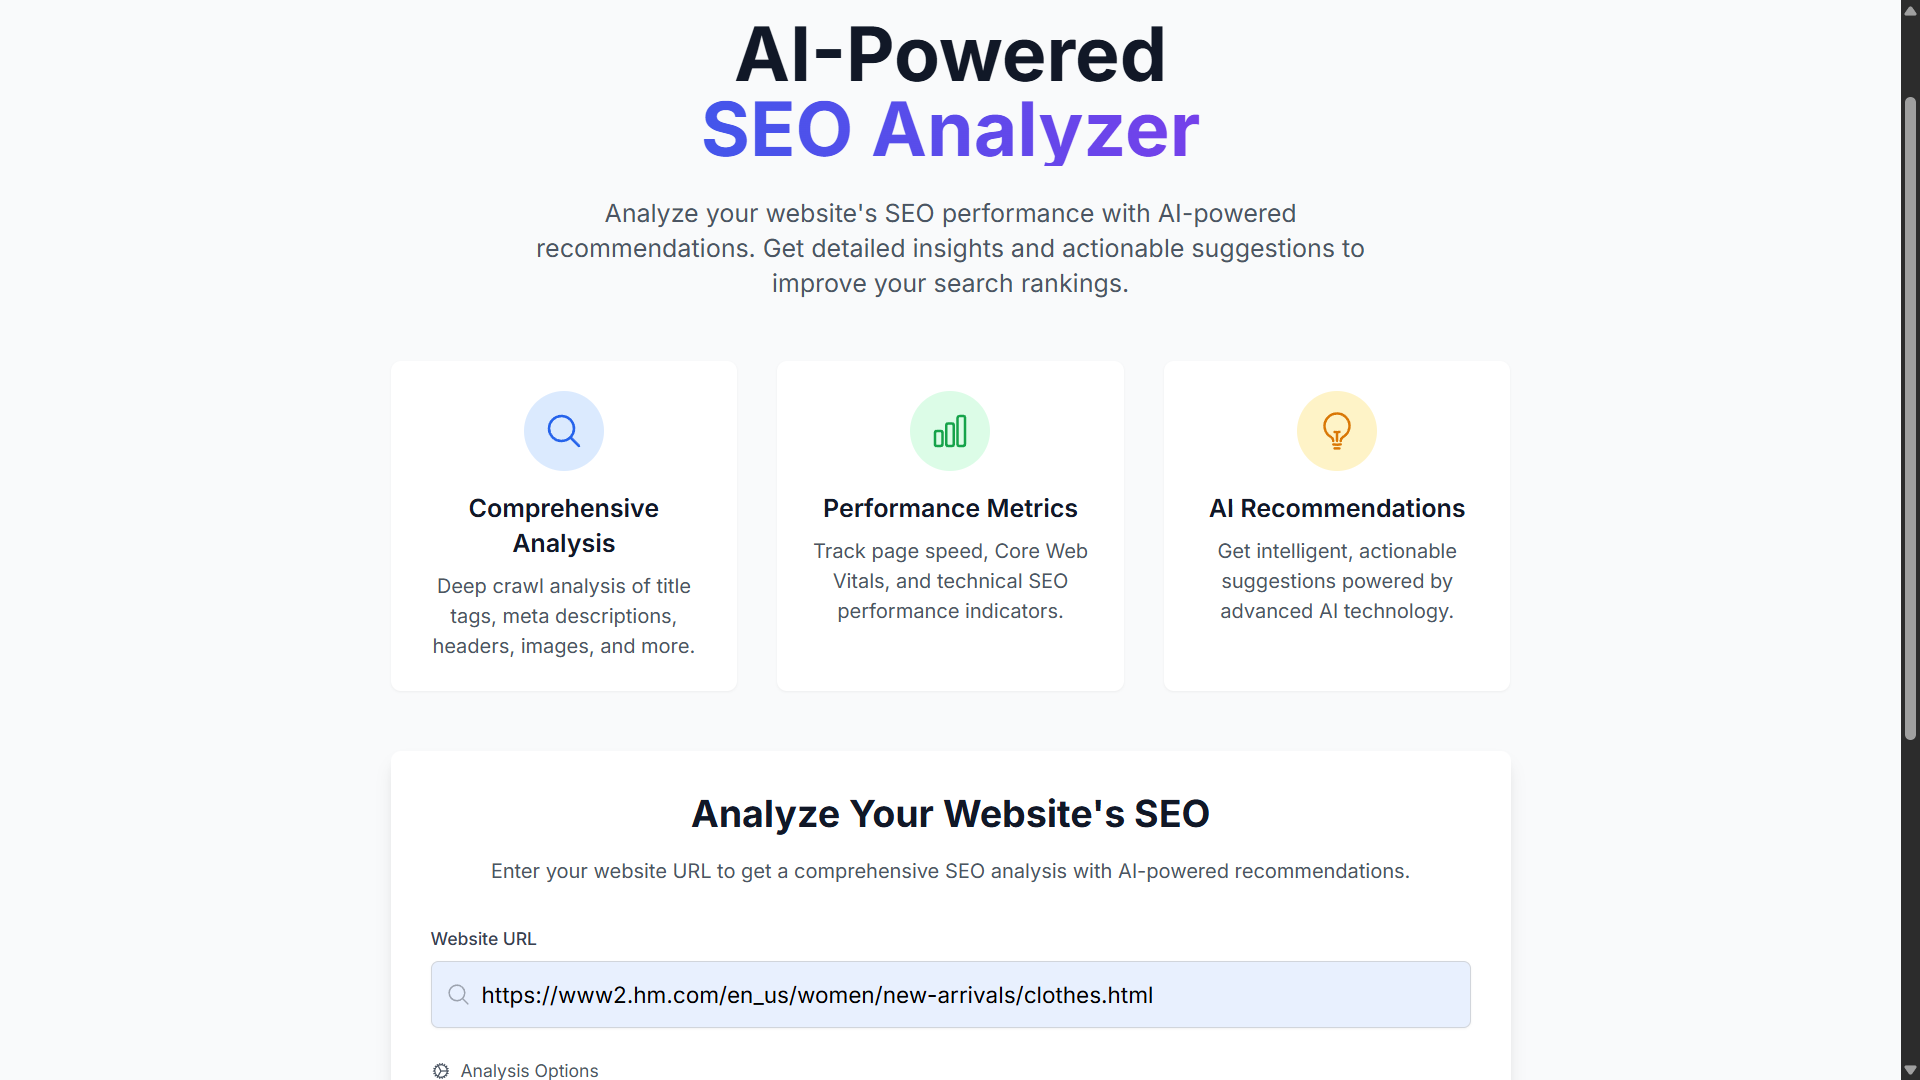 AI-Powered
SEO Analyzer
Analyze your website's SEO performance with AI-powered
recommendations. Get detailed insights and actionable suggestions to
improve your search rankings.
Comprehensive
Analysis
Deep crawl analysis of title
tags, meta descriptions,
headers, images, and more.
Performance Metrics
Track page speed, Core Web
Vitals, and technical SEO
performance indicators.
AI Recommendations
Get intelligent, actionable
suggestions powered by
advanced AI technology.
Analyze Your Website's SEO
Enter your website URL to get a comprehensive SEO analysis with AI-powered recommendations.
Website URL
https://www2.hm.com/en_us/women/new-arrivals/clothes.html
Analysis Options